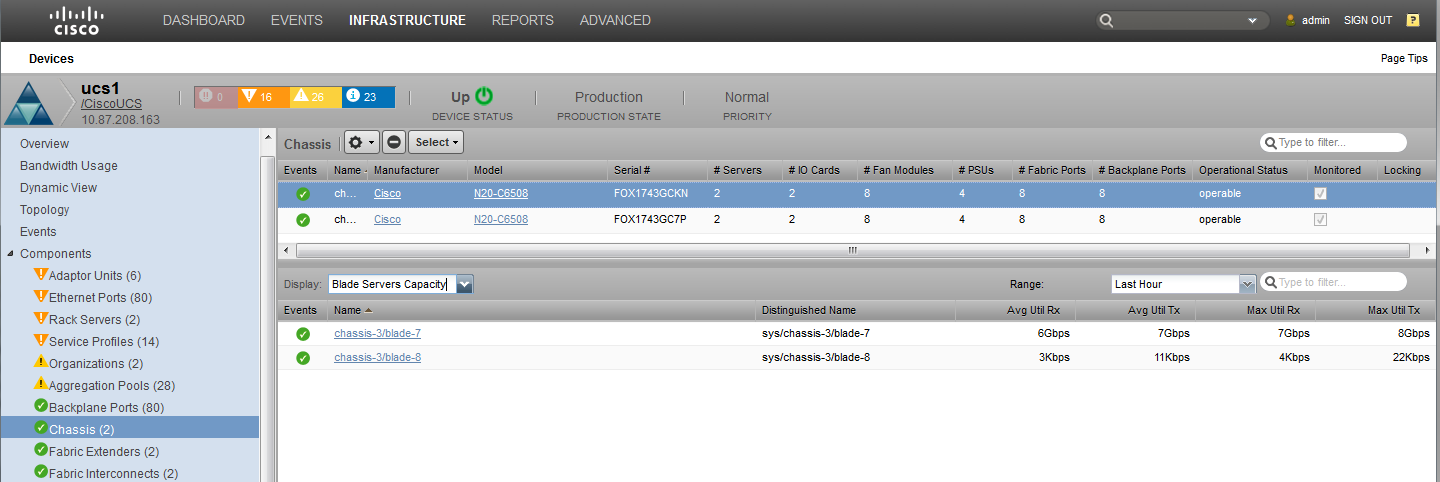 CISCO DASHBOARD EVENTS INFRASTRUCTURE REPORTS ADVANCED admin SIGN OUT ?
Devices Page Tips
ucs1
/CiscoUCS
10.87.208.163
0 16 26 23
Up
DEVICE STATUS
Production
PRODUCTION STATE
Normal
PRIORITY
Overview
Bandwidth Usage
Dynamic View
Topology
Events
Components
Adaptor Units (6)
Ethernet Ports (80)
Rack Servers (2)
Service Profiles (14)
Organizations (2)
Aggregation Pools (28)
Backplane Ports (80)
Chassis (2)
Fabric Extenders (2)
Fabric Interconnects (2)
Chassis Select Type to filter...
Events Name Manufacturer Model Serial # # Servers # IO Cards # Fan Modules # PSUs # Fabric Ports # Backplane Ports Operational Status Monitored Locking
ch... Cisco N20-C6508 FOX1743GCKN 2 2 8 4 8 8 operable
ch... Cisco N20-C6508 FOX1743GC7P 2 2 8 4 8 8 operable
Display: Blade Servers Capacity Range: Last Hour Type to filter...
Events Name Distinguished Name Avg Util Rx Avg Util Tx Max Util Rx Max Util Tx
chassis-3/blade-7 sys/chassis-3/blade-7 6Gbps 7Gbps 7Gbps 8Gbps
chassis-3/blade-8 sys/chassis-3/blade-8 3Kbps 11Kbps 4Kbps 22Kbps